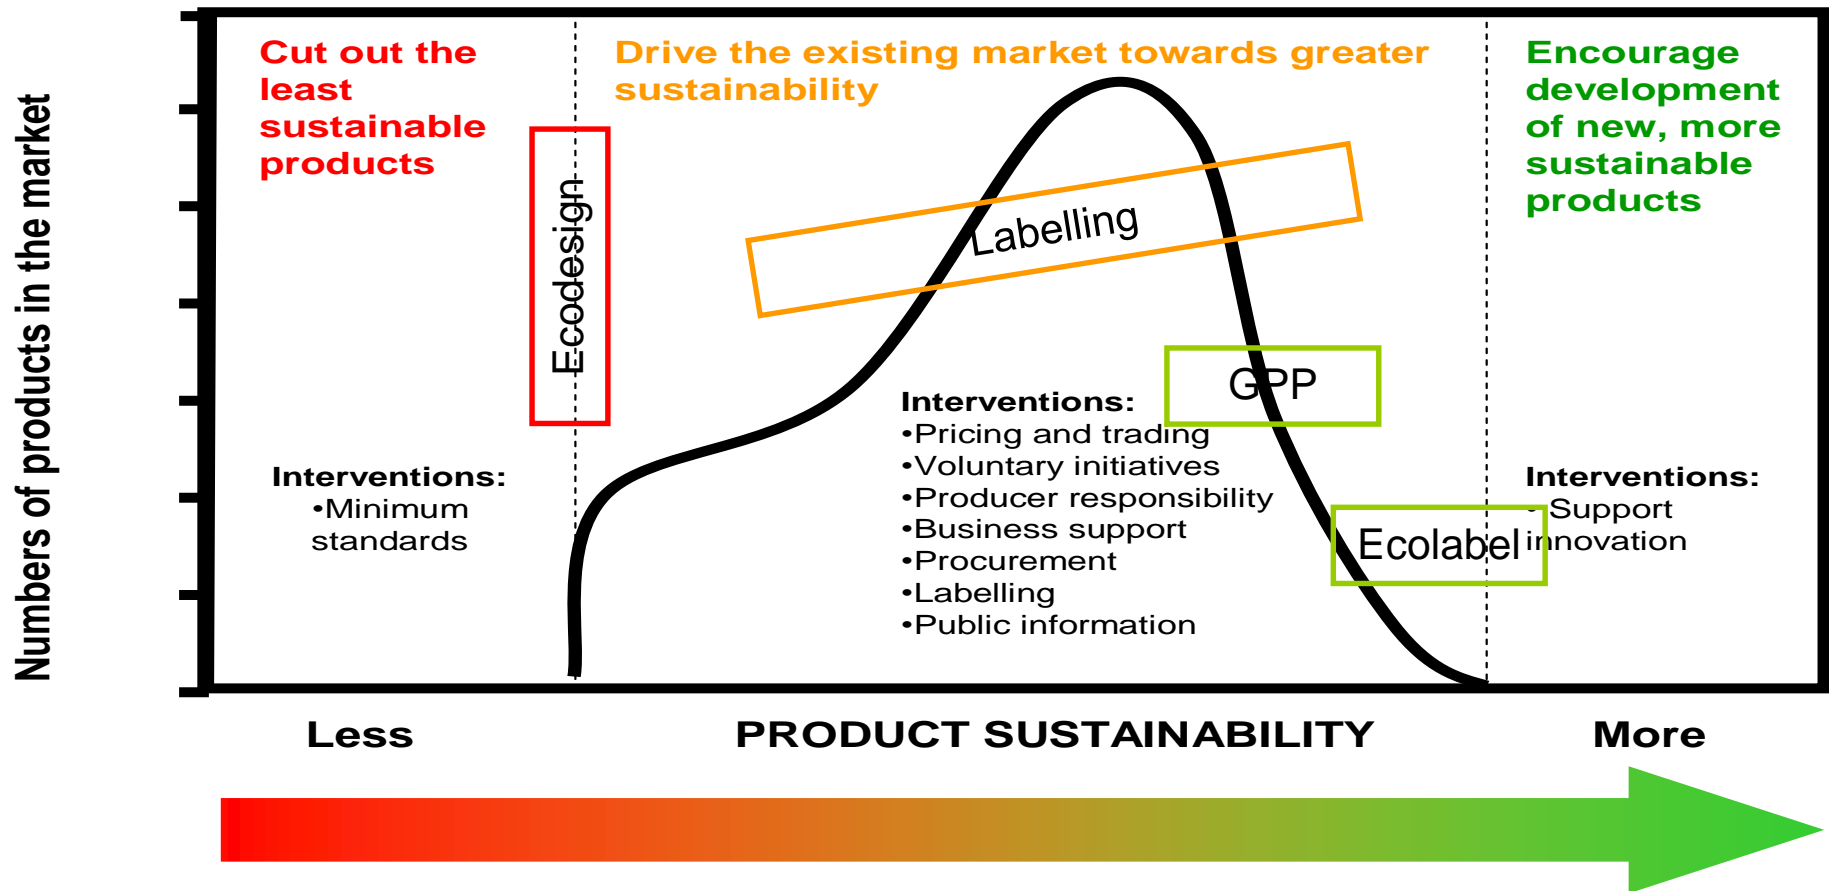 Numbers of products in the market
Cut out the
least
sustainable
products
Ecodesign
Interventions:
•Minimum
standards
Drive the existing market towards greater
sustainability
Labelling
GPP
Interventions:
•Pricing and trading
•Voluntary initiatives
•Producer responsibility
•Business support
•Procurement
•Labelling
•Public information
Ecolabel
Encourage
development
of new, more
sustainable
products
Interventions:
• Support
innovation
Less
PRODUCT SUSTAINABILITY
More